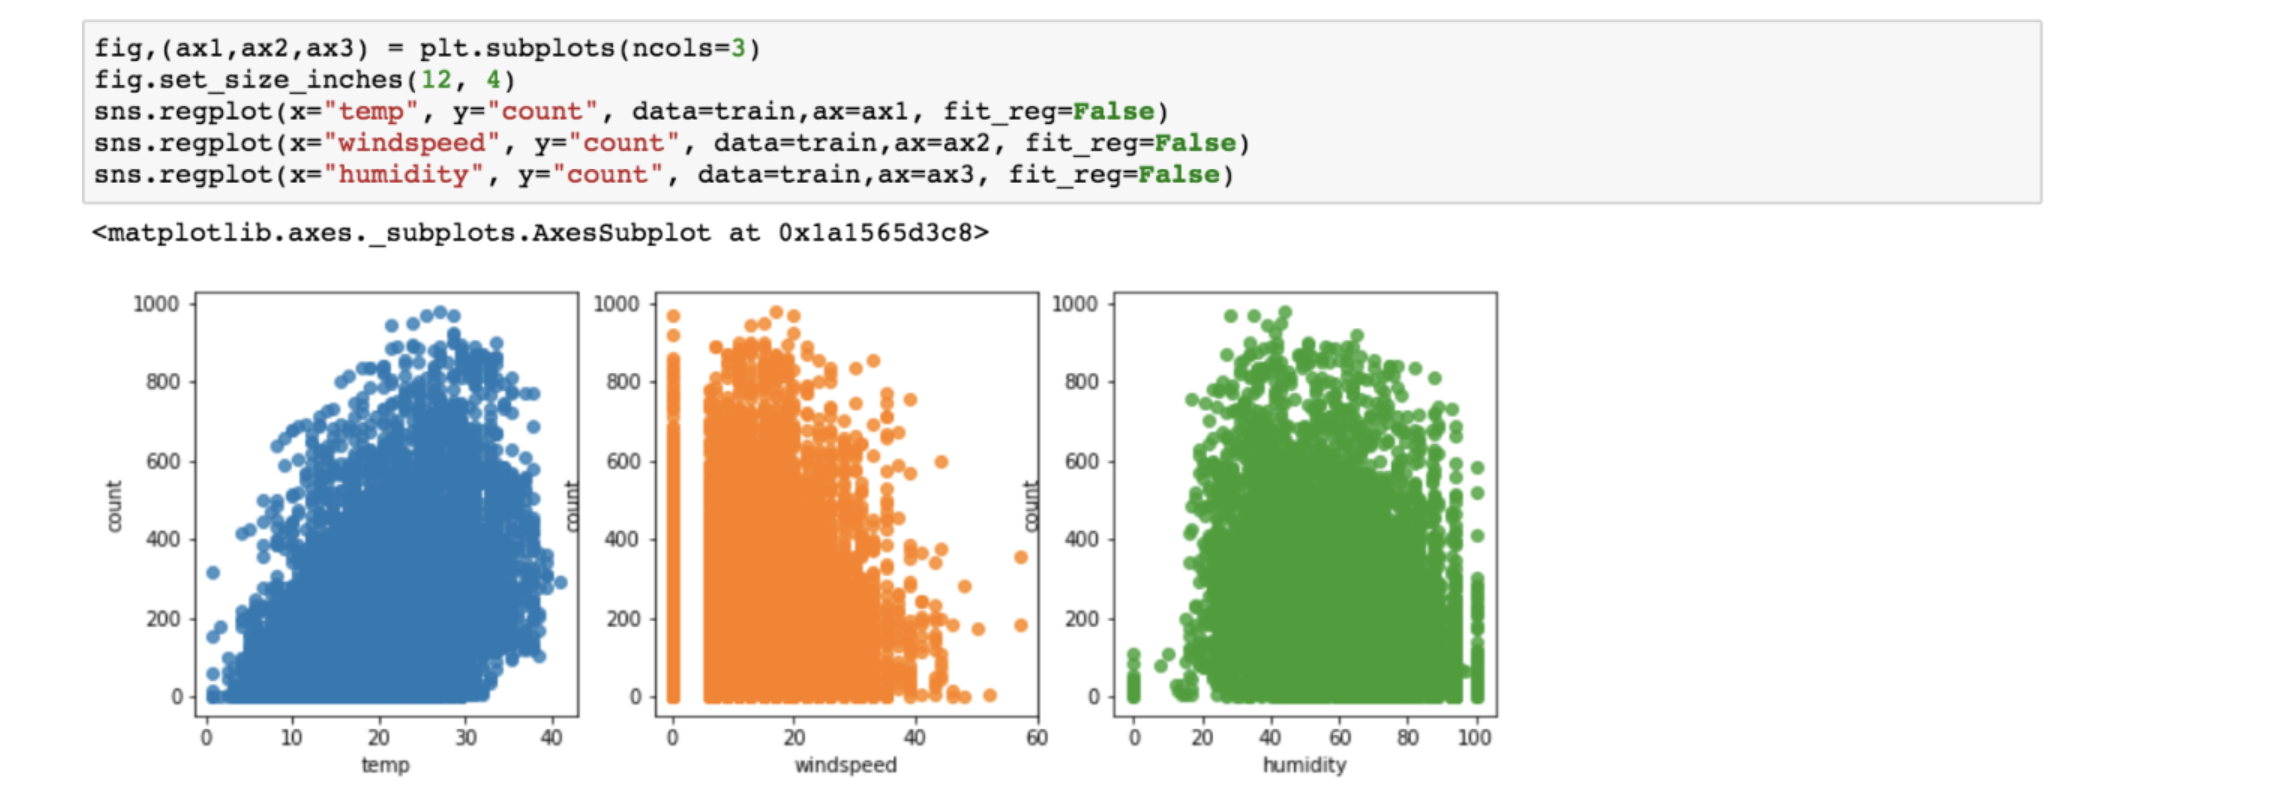 fig,(ax1,ax2,ax3) = plt.subplots(ncols=3)
fig.set_size_inches(12, 4)
sns.regplot(x="temp", y="count", data=train,ax=ax1, fit_reg=False)
sns.regplot(x="windspeed", y="count", data=train,ax=ax2, fit_reg=False)
sns.regplot(x="humidity", y="count", data=train,ax=ax3, fit_reg=False)
<matplotlib.axes._subplots.AxesSubplot at 0x1a1565d3c8>
1000
800
600
400
200
0
count
0 10 20 30 40
temp
1000
800
600
400
200
0
count
0 20 40 60
windspeed
1000
800
600
400
200
0
count
0 20 40 60 80 100
humidity